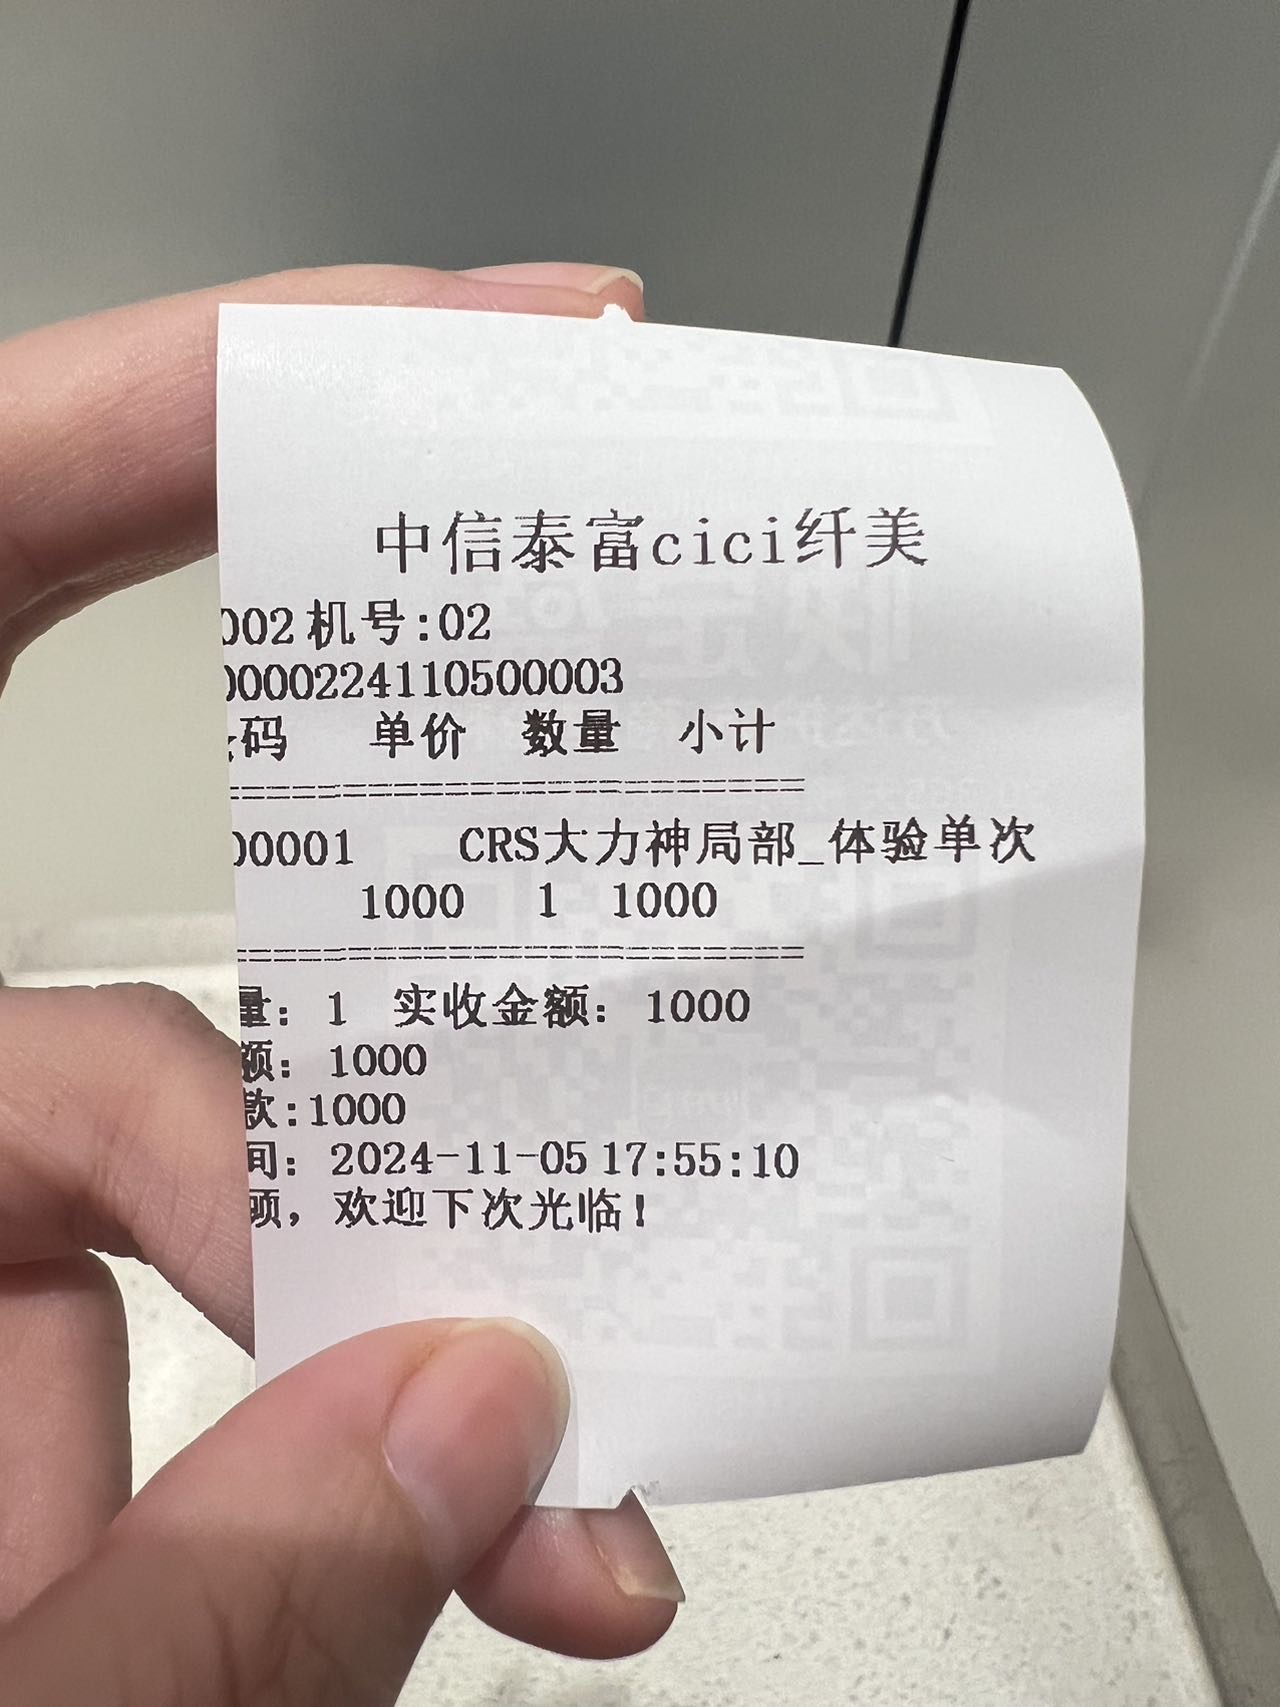 中信泰富cici纤美
002机号:02
0000224110500003
码 单价 数量 小计
==============================
00001 CRS大力神局部_体验单次
1000 1 1000
==============================
量: 1 实收金额: 1000
额: 1000
款:1000
间: 2024-11-05 17:55:10
顾，欢迎下次光临!